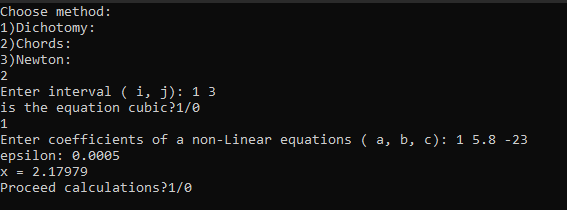 Choose method:
1)Dichotomy:
2)Chords:
3)Newton:
2
Enter interval ( i, j): 1 3
is the equation cubic?1/0
1
Enter coefficients of a non-Linear equations ( a, b, c): 1 5.8 -23
epsilon: 0.0005
x = 2.17979
Proceed calculations?1/0